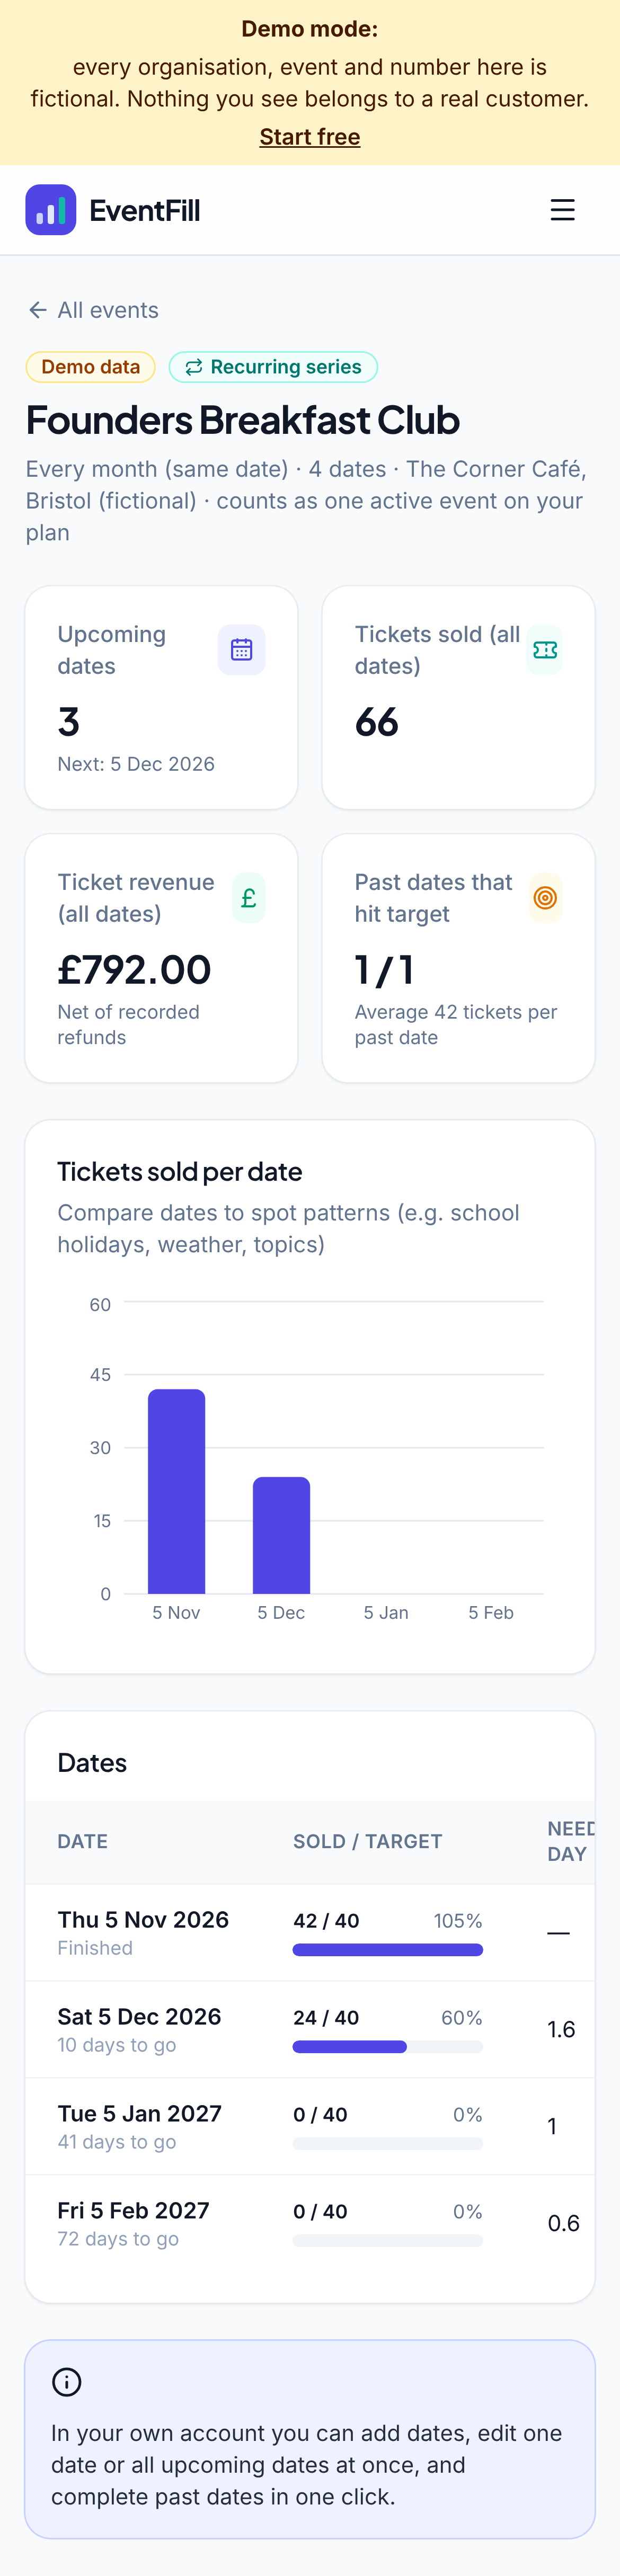 Demo mode:
every organisation, event and number here is
fictional. Nothing you see belongs to a real customer.
Start free
EventFill
All events
Demo data
Recurring series
Founders Breakfast Club
Every month (same date) · 4 dates · The Corner Café,
Bristol (fictional) · counts as one active event on your
plan
Upcoming
dates
3
Next: 5 Dec 2026
Tickets sold (all
dates)
66
Ticket revenue
(all dates)
£
£792.00
Net of recorded
refunds
Past dates that
hit target
1 / 1
Average 42 tickets per
past date
Tickets sold per date
Compare dates to spot patterns (e.g. school
holidays, weather, topics)
60
45
30
15
0
5 Nov
5 Dec
5 Jan
5 Feb
Dates
DATE
SOLD / TARGET
NEED
DAY
Thu 5 Nov 2026
Finished
42 / 40
105%
—
Sat 5 Dec 2026
10 days to go
24 / 40
60%
1.6
Tue 5 Jan 2027
41 days to go
0 / 40
0%
1
Fri 5 Feb 2027
72 days to go
0 / 40
0%
0.6
In your own account you can add dates, edit one
date or all upcoming dates at once, and
complete past dates in one click.